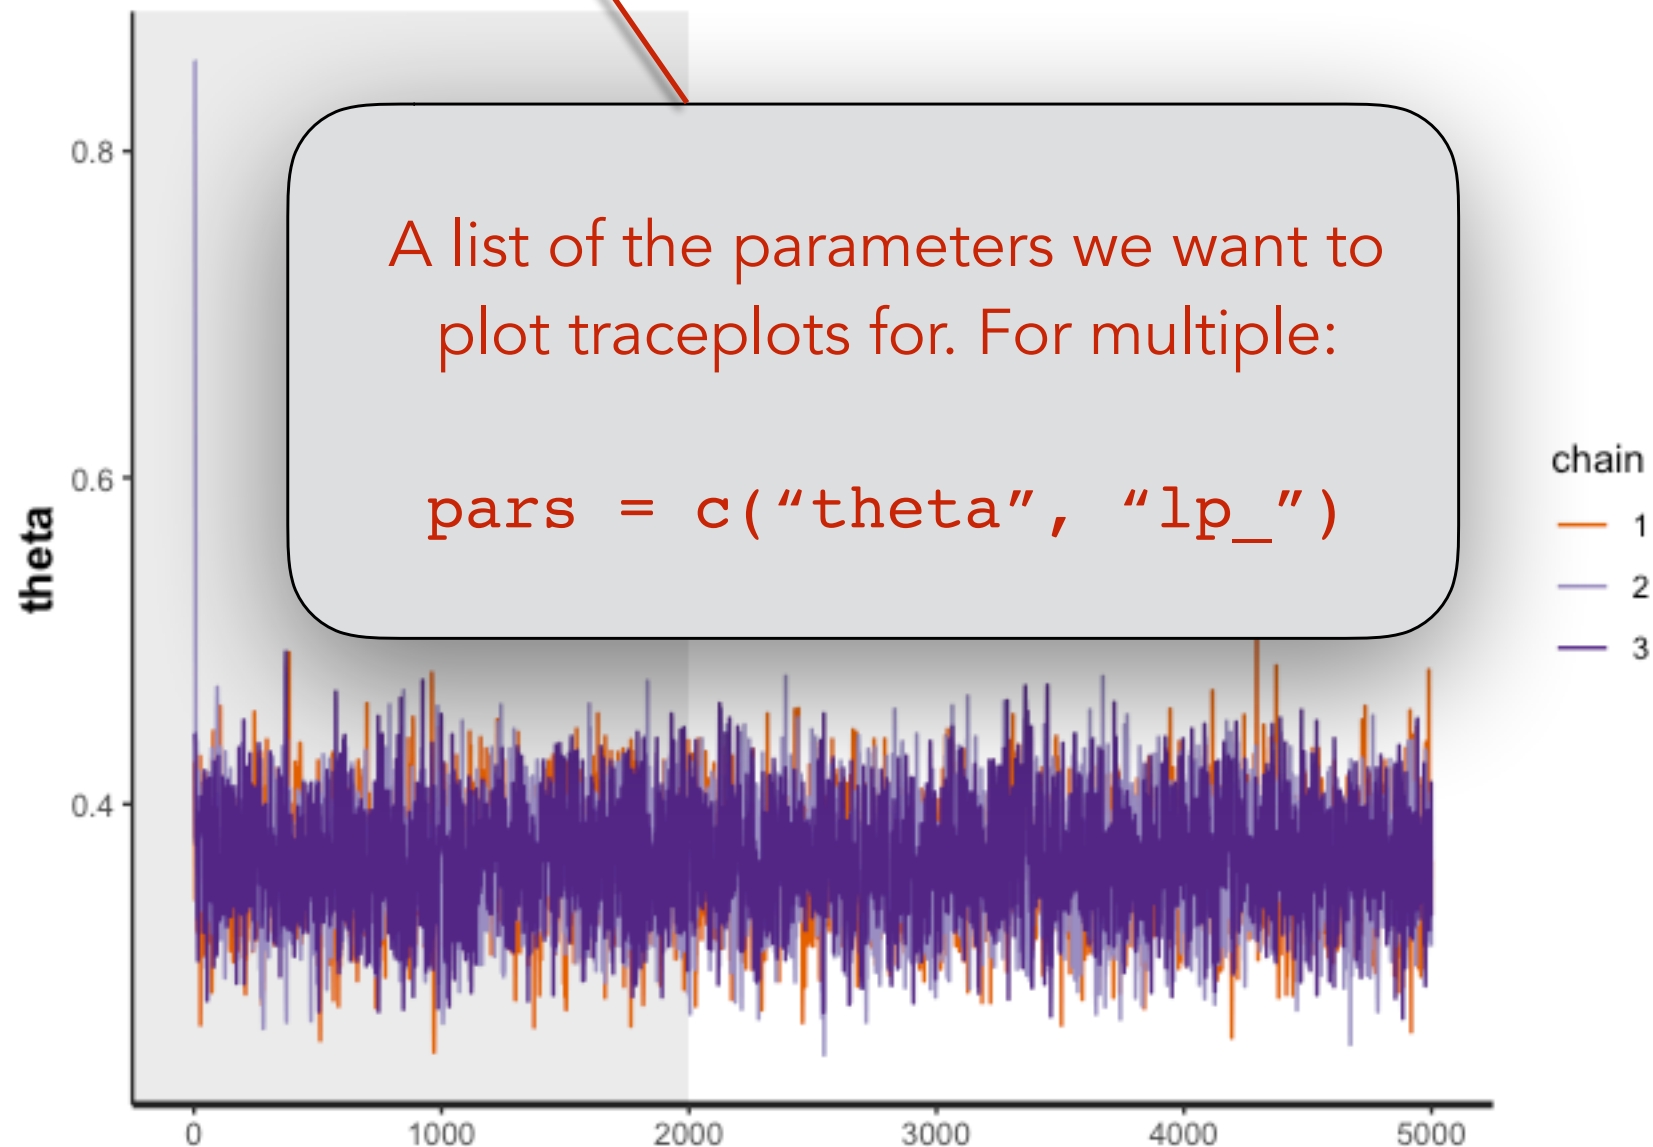 A list of the parameters we want to
plot traceplots for. For multiple:
pars = c(“theta”, “lp_”)
0.8
0.6
0.4
theta
0 1000 2000 3000 4000 5000
chain
1
2
3